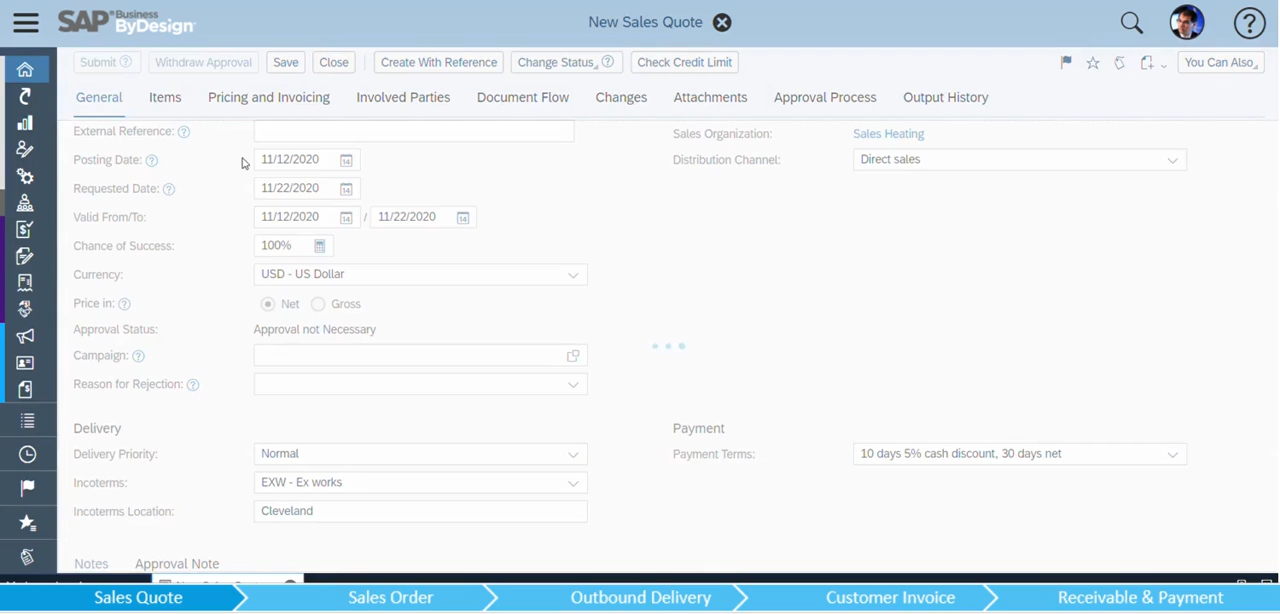 SAP Business ByDesign
New Sales Quote
Submit Withdraw Approval Save Close Create With Reference Change Status Check Credit Limit You Can Also
General Items Pricing and Invoicing Involved Parties Document Flow Changes Attachments Approval Process Output History
External Reference: Sales Organization: Sales Heating
Posting Date: 11/12/2020 14 Distribution Channel: Direct sales
Requested Date: 11/22/2020 14
Valid From/To: 11/12/2020 14 / 11/22/2020 14
Chance of Success: 100%
Currency: USD - US Dollar
Price in: Net Gross
Approval Status: Approval not Necessary
Campaign:
Reason for Rejection:
Delivery Payment
Delivery Priority: Normal Payment Terms: 10 days 5% cash discount, 30 days net
Incoterms: EXW - Ex works
Incoterms Location: Cleveland
Notes Approval Note
Sales Quote Sales Order Outbound Delivery Customer Invoice Receivable & Payment